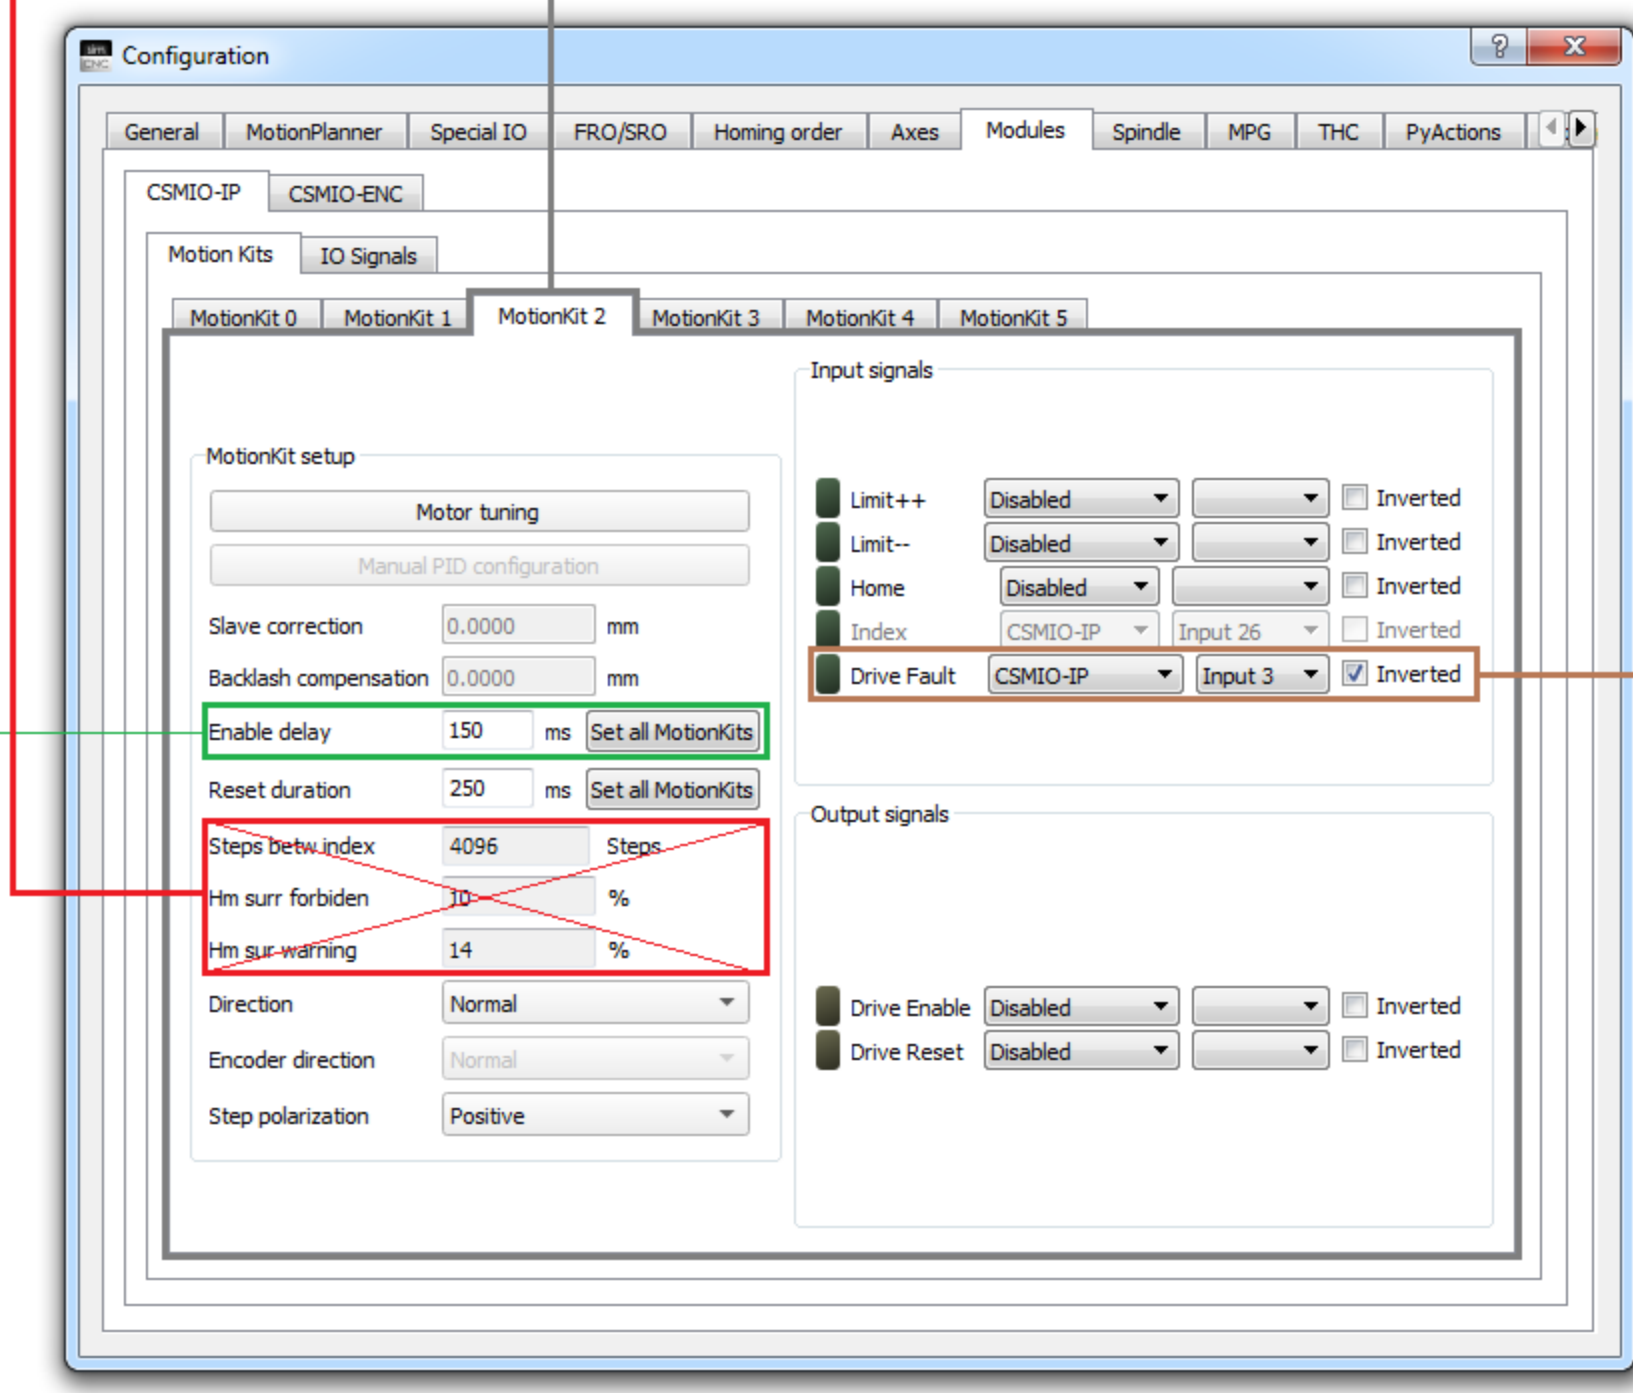 sim
CNC
Configuration
?
General MotionPlanner Special IO FRO/SRO Homing order Axes Modules Spindle MPG THC PyActions
CSMIO-IP CSMIO-ENC
Motion Kits IO Signals
MotionKit 0 MotionKit 1 MotionKit 2 MotionKit 3 MotionKit 4 MotionKit 5
MotionKit setup
Motor tuning
Manual PID configuration
Slave correction 0.0000 mm
Backlash compensation 0.0000 mm
Enable delay 150 ms Set all MotionKits
Reset duration 250 ms Set all MotionKits
Steps betw index 4096 Steps
Hm surr forbiden 10 %
Hm sur warning 14 %
Direction Normal
Encoder direction Normal
Step polarization Positive
Input signals
Limit++ Disabled Inverted
Limit-- Disabled Inverted
Home Disabled Inverted
Index CSMIO-IP Input 26 Inverted
Drive Fault CSMIO-IP Input 3 Inverted
Output signals
Drive Enable Disabled Inverted
Drive Reset Disabled Inverted